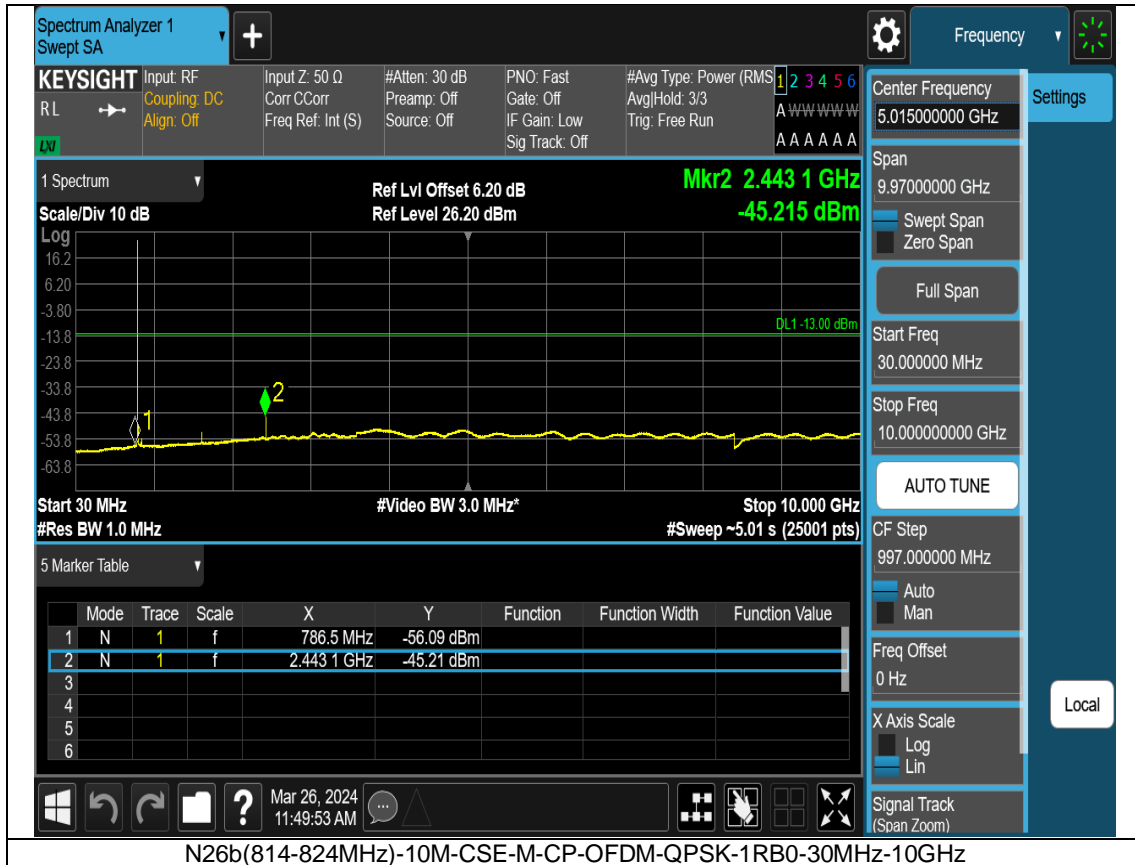 Spectrum Analyzer 1
Swept SA
+
Frequency
KEYSIGHT
Input: RF
Input Z: 50 Ω
#Atten: 30 dB
PNO: Fast
#Avg Type: Power (RMS
1 2 3 4 5 6
RL
Coupling: DC
Corr CCorr
Preamp: Off
Gate: Off
Avg|Hold: 3/3
A W W W W W
Align: Off
Freq Ref: Int (S)
Source: Off
IF Gain: Low
Trig: Free Run
LXI
Sig Track: Off
A A A A A A
1 Spectrum
Ref Lvl Offset 6.20 dB
Mkr2 2.443 1 GHz
Scale/Div 10 dB
Ref Level 26.20 dBm
-45.215 dBm
Log
16.2
6.20
-3.80
DL1 -13.00 dBm
-13.8
-23.8
-33.8
2
-43.8
1
-53.8
-63.8
Start 30 MHz
#Video BW 3.0 MHz*
Stop 10.000 GHz
#Res BW 1.0 MHz
#Sweep ~5.01 s (25001 pts)
5 Marker Table
Mode Trace Scale X Y Function Function Width Function Value
1 N 1 f 786.5 MHz -56.09 dBm
2 N 1 f 2.443 1 GHz -45.21 dBm
3
4
5
6
?
Mar 26, 2024
11:49:53 AM
Center Frequency
5.015000000 GHz
Settings
Span
9.97000000 GHz
Swept Span
Zero Span
Full Span
Start Freq
30.000000 MHz
Stop Freq
10.000000000 GHz
AUTO TUNE
CF Step
997.000000 MHz
Auto
Man
Freq Offset
0 Hz
Local
X Axis Scale
Log
Lin
Signal Track
(Span Zoom)
N26b(814-824MHz)-10M-CSE-M-CP-OFDM-QPSK-1RB0-30MHz-10GHz